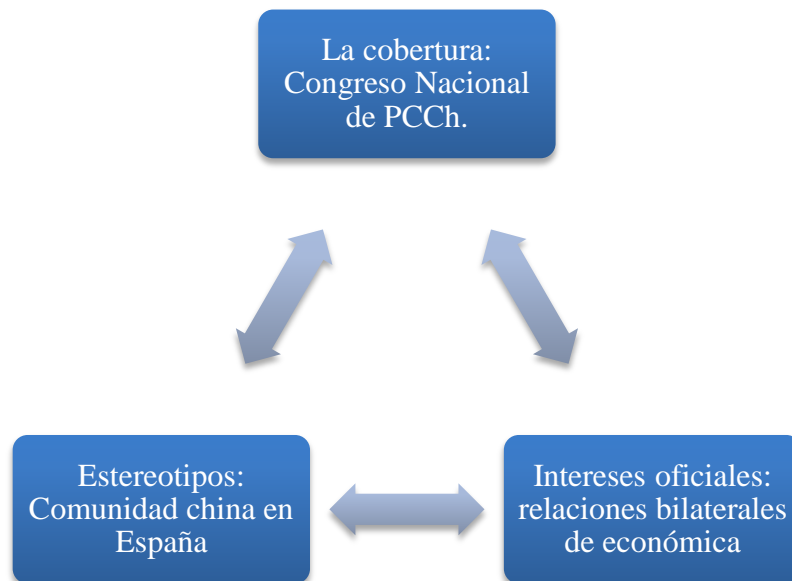 La cobertura:
Congreso Nacional
de PCCh.
Estereotipos:
Comunidad china en
España
Intereses oficiales:
relaciones bilaterales
de económica